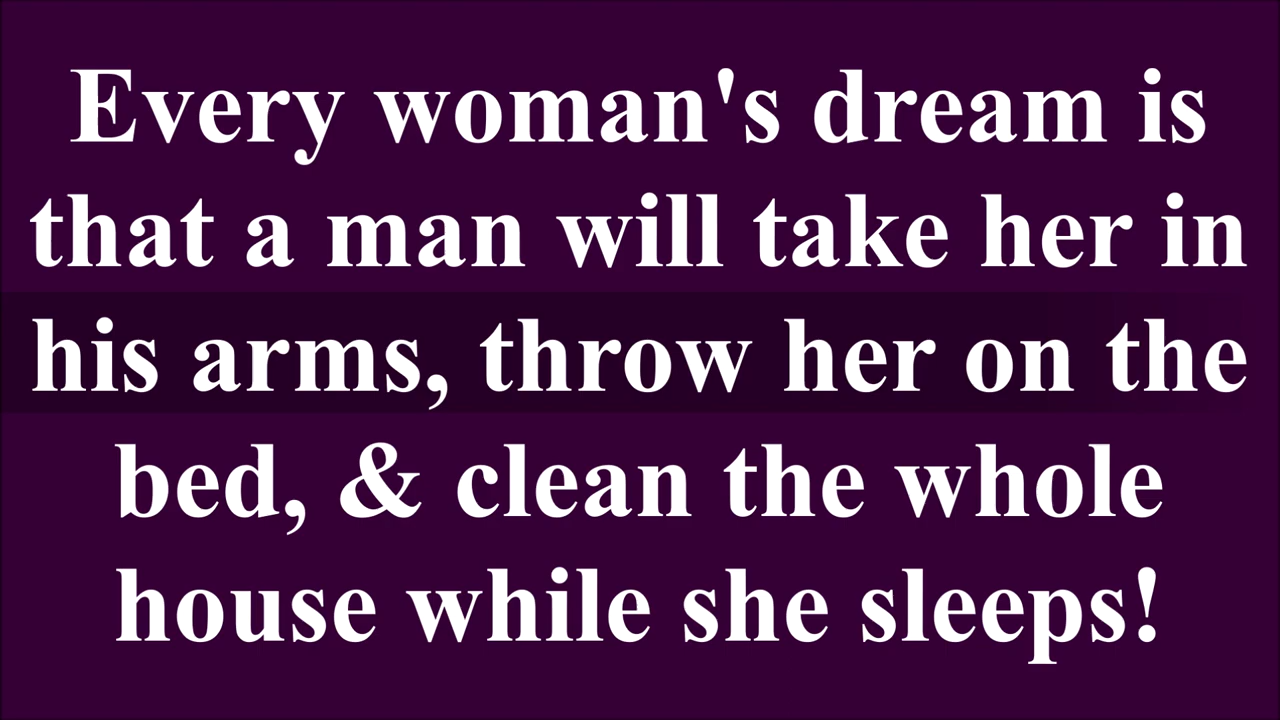 Every woman's dream is
that a man will take her in
his arms, throw her on the
bed, & clean the whole
house while she sleeps!